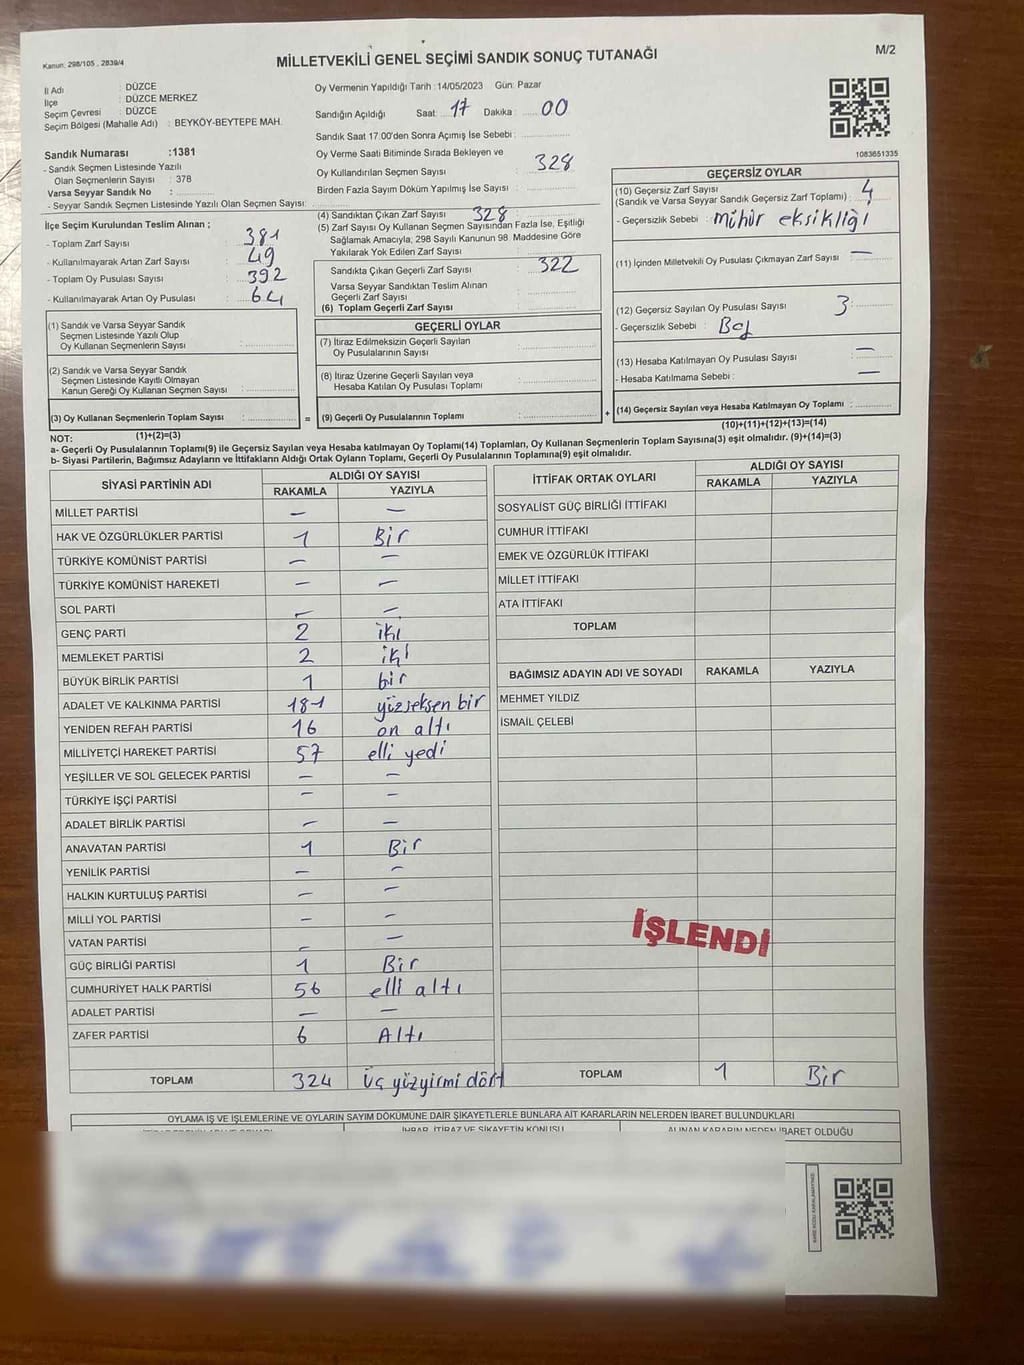 Kanun: 298/105 , 2839/4
MİLLETVEKİLİ GENEL SEÇİMİ SANDIK SONUÇ TUTANAĞI
M/2
İl Adı : DÜZCE
İlçe : DÜZCE MERKEZ
Seçim Çevresi : DÜZCE
Seçim Bölgesi (Mahalle Adı) : BEYKÖY-BEYTEPE MAH.
Sandık Numarası :1381
- Sandık Seçmen Listesinde Yazılı
Olan Seçmenlerin Sayısı : 378
Varsa Seyyar Sandık No :
- Seyyar Sandık Seçmen Listesinde Yazılı Olan Seçmen Sayısı:
Oy Vermenin Yapıldığı Tarih : 14/05/2023 Gün: Pazar
Sandığın Açıldığı Saat: 17 Dakika : 00
Sandık Saat 17.00'den Sonra Açımış İse Sebebi :
Oy Verme Saati Bitiminde Sırada Bekleyen ve
Oy Kullandırılan Seçmen Sayısı : 328
Birden Fazla Sayım Döküm Yapılmış İse Sayısı :
1083651335
İlçe Seçim Kurulundan Teslim Alınan ;
- Toplam Zarf Sayısı : 381
- Kullanılmayarak Artan Zarf Sayısı : 49
- Toplam Oy Pusulası Sayısı : 392
- Kullanılmayarak Artan Oy Pusulası : 64
(4) Sandıktan Çıkan Zarf Sayısı 328
(5) Zarf Sayısı Oy Kullanan Seçmen Sayısından Fazla İse, Eşitliği
Sağlamak Amacıyla, 298 Sayılı Kanunun 98. Maddesine Göre
Yakılarak Yok Edilen Zarf Sayısı :
Sandıkta Çıkan Geçerli Zarf Sayısı : 322
Varsa Seyyar Sandıktan Teslim Alınan
Geçerli Zarf Sayısı :
(6) Toplam Geçerli Zarf Sayısı :
GEÇERSİZ OYLAR
(10) Geçersiz Zarf Sayısı
(Sandık ve Varsa Seyyar Sandık Geçersiz Zarf Toplamı) : 4
- Geçersizlik Sebebi : mühür eksikliği
(11) İçinden Milletvekili Oy Pusulası Çıkmayan Zarf Sayısı : —
(12) Geçersiz Sayılan Oy Pusulası Sayısı 3
- Geçersizlik Sebebi : Boş
(13) Hesaba Katılmayan Oy Pusulası Sayısı : —
- Hesaba Katılmama Sebebi : —
(14) Geçersiz Sayılan veya Hesaba Katılmayan Oy Toplamı :
(10)+(11)+(12)+(13)=(14)
(1) Sandık ve Varsa Seyyar Sandık
Seçmen Listesinde Yazılı Olup
Oy Kullanan Seçmenlerin Sayısı :
(2) Sandık ve Varsa Seyyar Sandık
Seçmen Listesinde Kayıtlı Olmayan
Kanun Gereği Oy Kullanan Seçmen Sayısı :
(3) Oy Kullanan Seçmenlerin Toplam Sayısı :
(1)+(2)=(3)
=
GEÇERLİ OYLAR
(7) İtiraz Edilmeksizin Geçerli Sayılan
Oy Pusulalarının Sayısı :
(8) İtiraz Üzerine Geçerli Sayılan veya
Hesaba Katılan Oy Pusulası Toplamı :
(9) Geçerli Oy Pusulalarının Toplamı :
+
NOT:
a- Geçerli Oy Pusulalarının Toplamı(9) ile Geçersiz Sayılan veya Hesaba katılmayan Oy Toplamı(14) Toplamları, Oy Kullanan Seçmenlerin Toplam Sayısına(3) eşit olmalıdır. (9)+(14)=(3)
b- Siyasi Partilerin, Bağımsız Adayların ve İttifakların Aldığı Ortak Oyların Toplamı, Geçerli Oy Pusulalarının Toplamına(9) eşit olmalıdır.
SİYASİ PARTİNİN ADI ALDIĞI OY SAYISI
RAKAMLA YAZIYLA
MİLLET PARTİSİ — —
HAK VE ÖZGÜRLÜKLER PARTİSİ 1 Bir
TÜRKİYE KOMÜNİST PARTİSİ — —
TÜRKİYE KOMÜNİST HAREKETİ — —
SOL PARTİ — —
GENÇ PARTİ 2 iki
MEMLEKET PARTİSİ 2 iki
BÜYÜK BİRLİK PARTİSİ 1 bir
ADALET VE KALKINMA PARTİSİ 181 yüzseksen bir
YENİDEN REFAH PARTİSİ 16 on altı
MİLLİYETÇİ HAREKET PARTİSİ 57 elli yedi
YEŞİLLER VE SOL GELECEK PARTİSİ — —
TÜRKİYE İŞÇİ PARTİSİ — —
ADALET BİRLİK PARTİSİ — —
ANAVATAN PARTİSİ 1 Bir
YENİLİK PARTİSİ — —
HALKIN KURTULUŞ PARTİSİ — —
MİLLİ YOL PARTİSİ — —
VATAN PARTİSİ — —
GÜÇ BİRLİĞİ PARTİSİ 1 Bir
CUMHURİYET HALK PARTİSİ 56 elli altı
ADALET PARTİSİ — —
ZAFER PARTİSİ 6 Altı
TOPLAM 324 üç yüzyirmi dört
İTTİFAK ORTAK OYLARI ALDIĞI OY SAYISI
RAKAMLA YAZIYLA
SOSYALİST GÜÇ BİRLİĞİ İTTİFAKI
CUMHUR İTTİFAKI
EMEK VE ÖZGÜRLÜK İTTİFAKI
MİLLET İTTİFAKI
ATA İTTİFAKI
TOPLAM
BAĞIMSIZ ADAYIN ADI VE SOYADI RAKAMLA YAZIYLA
MEHMET YILDIZ
İSMAİL ÇELEBİ
İŞLENDİ
TOPLAM 1 Bir
OYLAMA İŞ VE İŞLEMLERİNE VE OYLARIN SAYIM DÖKÜMÜNE DAİR ŞİKAYETLERLE BUNLARA AİT KARARLARIN NELERDEN İBARET BULUNDUKLARI
İHBAR, İTİRAZ VE ŞİKAYETİN KONUSU ALINAN KARARIN NEDEN İBARET OLDUĞU